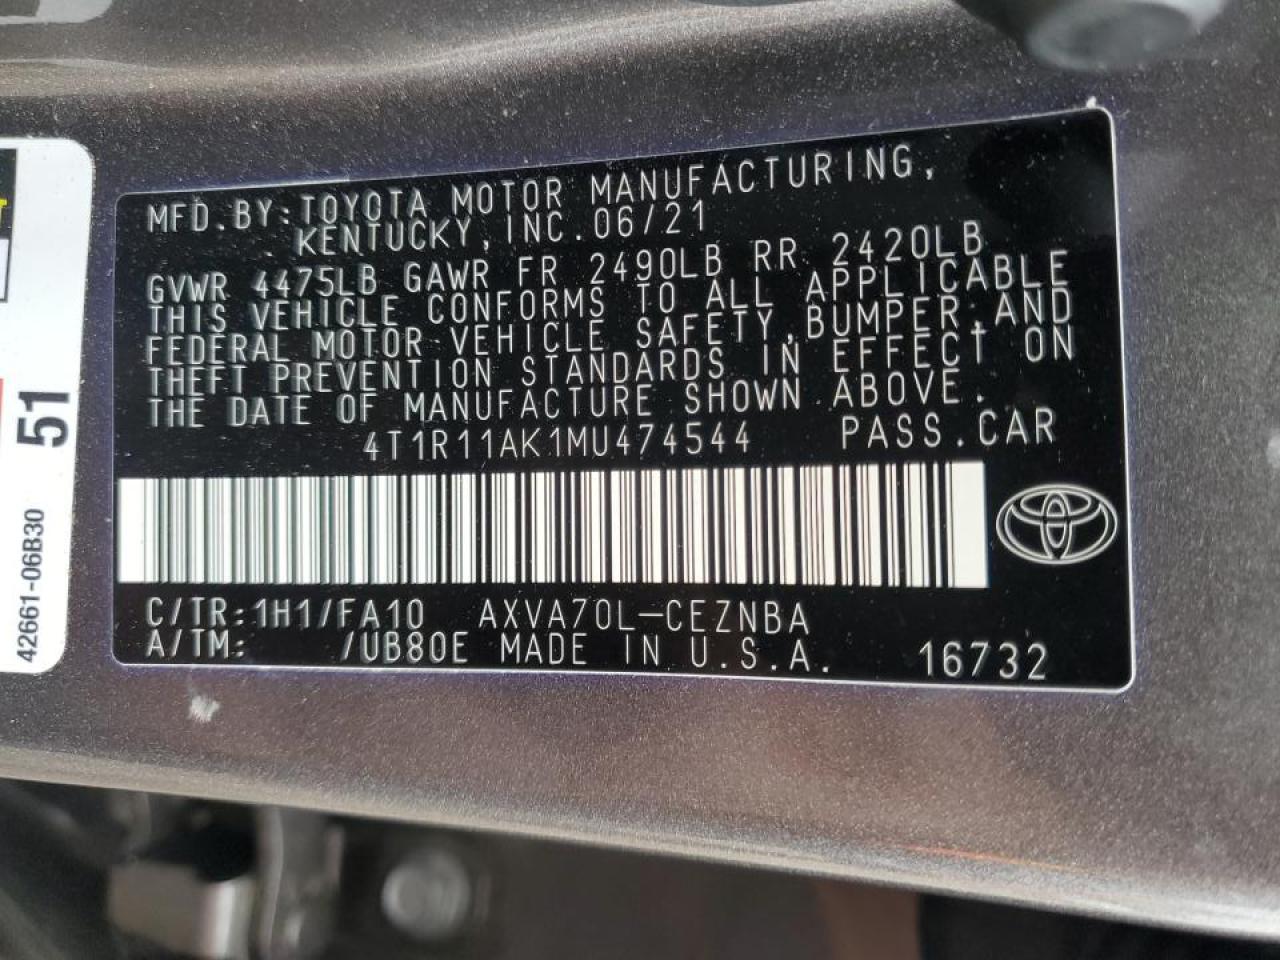 MFD.BY:TOYOTA MOTOR MANUFACTURING,
KENTUCKY,INC.06/21
GVWR 4475LB GAWR FR 2490LB RR 2420LB
THIS VEHICLE CONFORMS TO ALL APPLICABLE
FEDERAL MOTOR VEHICLE SAFETY,BUMPER,AND
THEFT PREVENTION STANDARDS IN EFFECT ON
THE DATE OF MANUFACTURE SHOWN ABOVE.
4T1R11AK1MU474544 PASS.CAR
C/TR:1H1/FA10 AXVA70L-CEZNBA
A/TM: /UB80E MADE IN U.S.A. 16732
51
42661-06B30